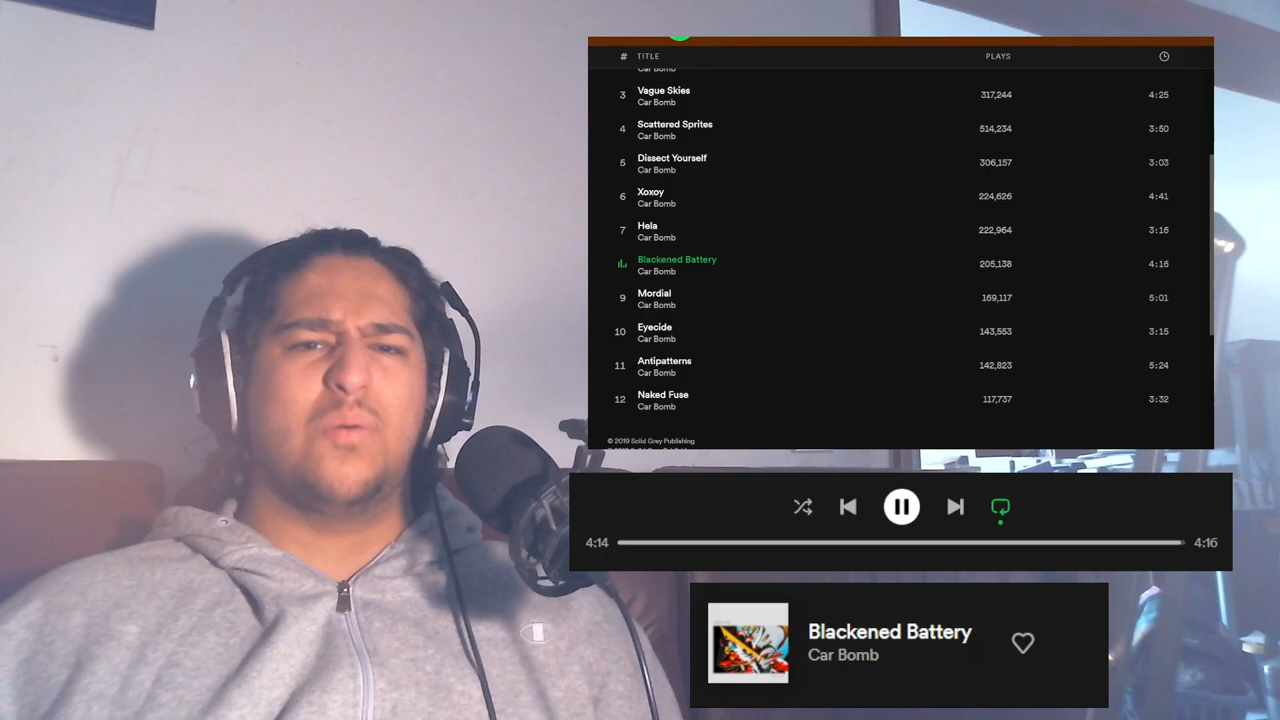 # TITLE PLAYS
Car Bomb
3 Vague Skies 317,244 4:25
Car Bomb
4 Scattered Sprites 514,234 3:50
Car Bomb
5 Dissect Yourself 306,157 3:03
Car Bomb
6 Xoxoy 224,626 4:41
Car Bomb
7 Hela 222,964 3:16
Car Bomb
Blackened Battery 205,138 4:16
Car Bomb
9 Mordial 169,117 5:01
Car Bomb
10 Eyecide 143,553 3:15
Car Bomb
11 Antipatterns 142,823 5:24
Car Bomb
12 Naked Fuse 117,737 3:32
Car Bomb
© 2019 Solid Grey Publishing
4:14 4:16
Blackened Battery
Car Bomb